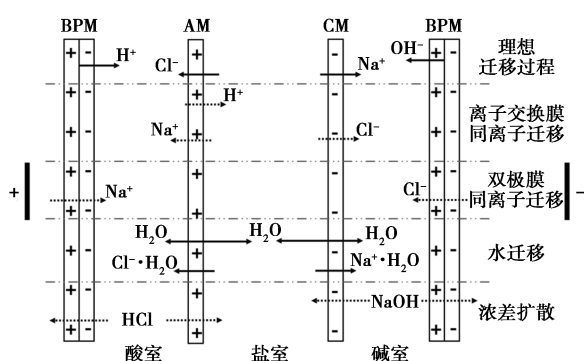 BPM AM CM BPM
H⁺ Cl⁻ Na⁺ OH⁻ 理想
迁移过程
H⁺ Na⁺ Cl⁻ 离子交换膜
同离子迁移
Na⁺ Cl⁻ 双极膜
同离子迁移
H₂O H₂O H₂O
Cl⁻·H₂O Na⁺·H₂O 水迁移
HCl NaOH 浓差扩散
酸室 盐室 碱室